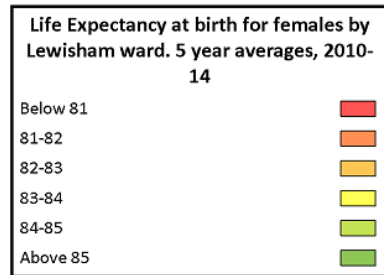 Life Expectancy at birth for females by
Lewisham ward. 5 year averages, 2010-
14
Below 81
81-82
82-83
83-84
84-85
Above 85